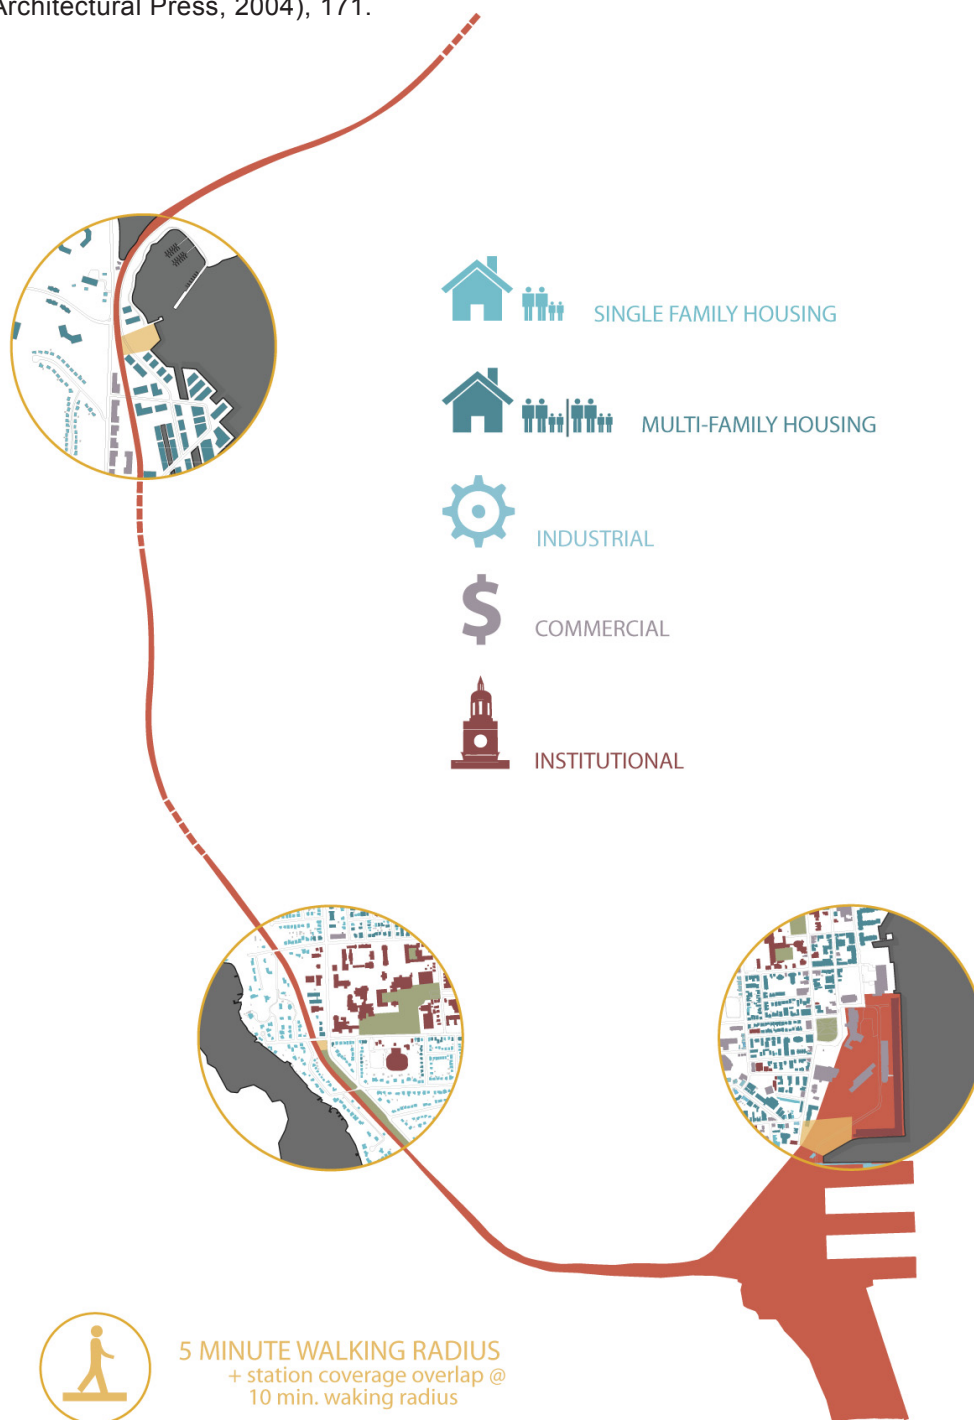 Architectural Press, 2004), 171.
SINGLE FAMILY HOUSING
MULTI-FAMILY HOUSING
INDUSTRIAL
$
COMMERCIAL
INSTITUTIONAL
5 MINUTE WALKING RADIUS
+ station coverage overlap @
10 min. waking radius